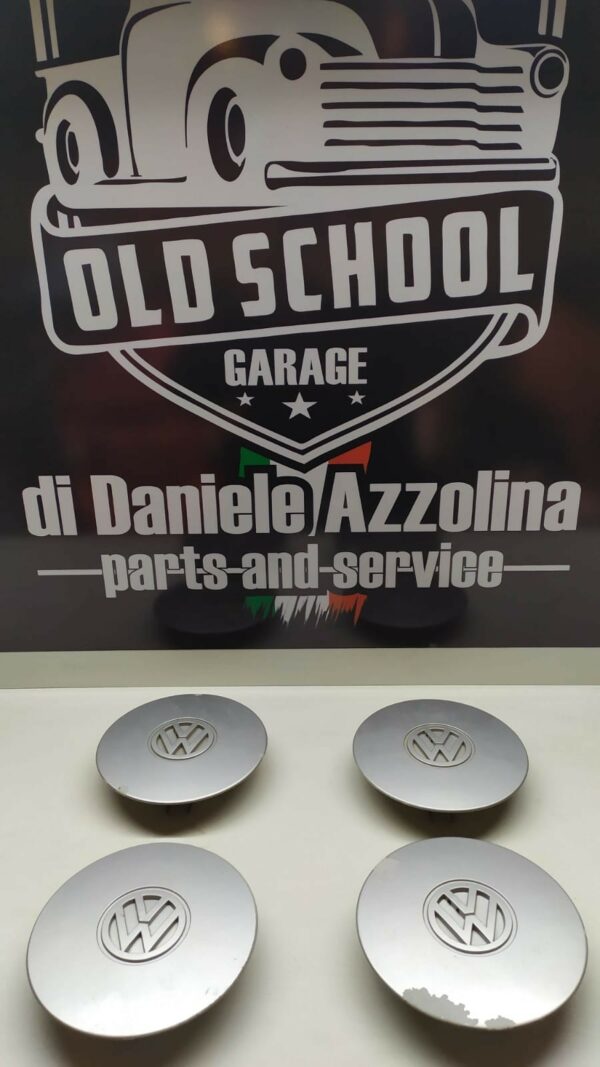 OLD SCHOOL
GARAGE
di Daniele Azzolina
parts-and-service
VW
VW
VW
VW